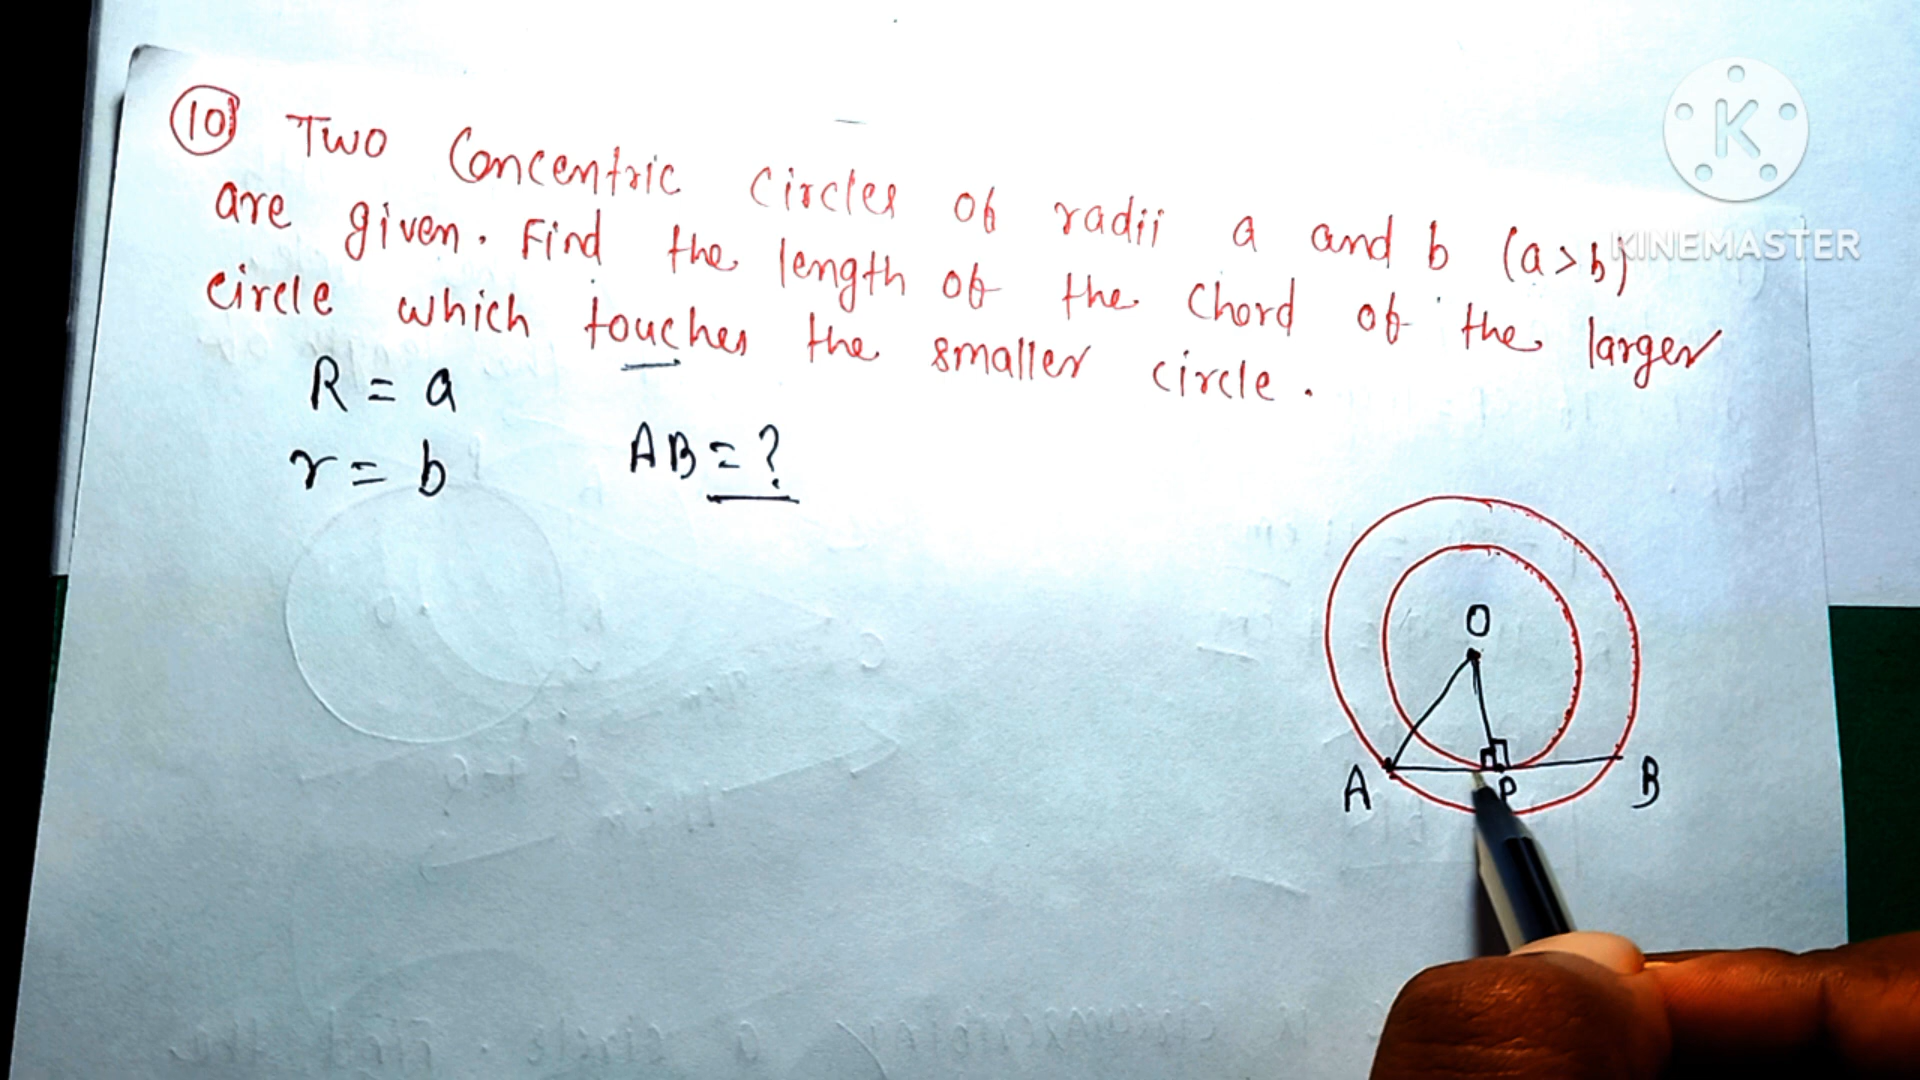 10 Two Concentric Circles of radii a and b (a>b)
are given. Find the length of the chord of the larger
circle which touches the smaller circle.
R = a
r = b
AB = ?
O
A
P
B
K
KINEMASTER